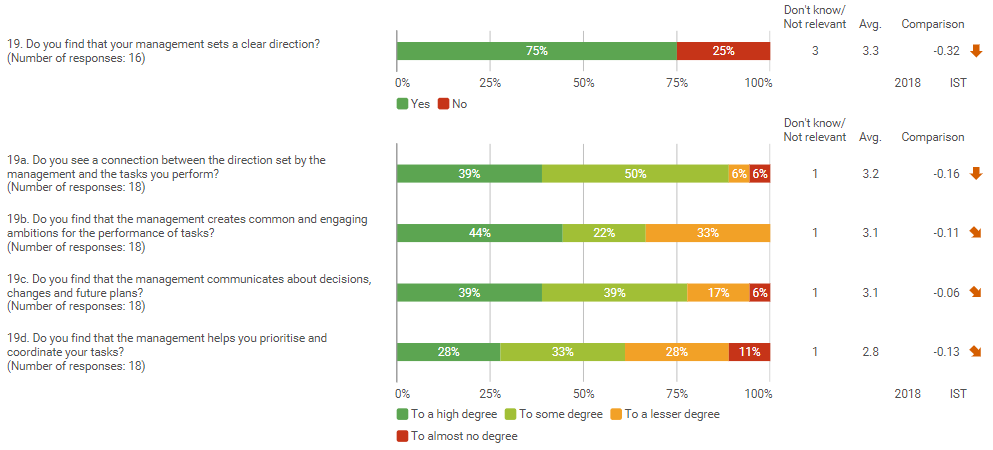 Don't know/
Not relevant Avg. Comparison
19. Do you find that your management sets a clear direction?
(Number of responses: 16)
75% 25% 3 3.3 -0.32
0% 25% 50% 75% 100% 2018 IST
Yes No
Don't know/
Not relevant Avg. Comparison
19a. Do you see a connection between the direction set by the
management and the tasks you perform?
(Number of responses: 18)
39% 50% 6% 6% 1 3.2 -0.16
19b. Do you find that the management creates common and engaging
ambitions for the performance of tasks?
(Number of responses: 18)
44% 22% 33% 1 3.1 -0.11
19c. Do you find that the management communicates about decisions,
changes and future plans?
(Number of responses: 18)
39% 39% 17% 6% 1 3.1 -0.06
19d. Do you find that the management helps you prioritise and
coordinate your tasks?
(Number of responses: 18)
28% 33% 28% 11% 1 2.8 -0.13
0% 25% 50% 75% 100% 2018 IST
To a high degree To some degree To a lesser degree
To almost no degree